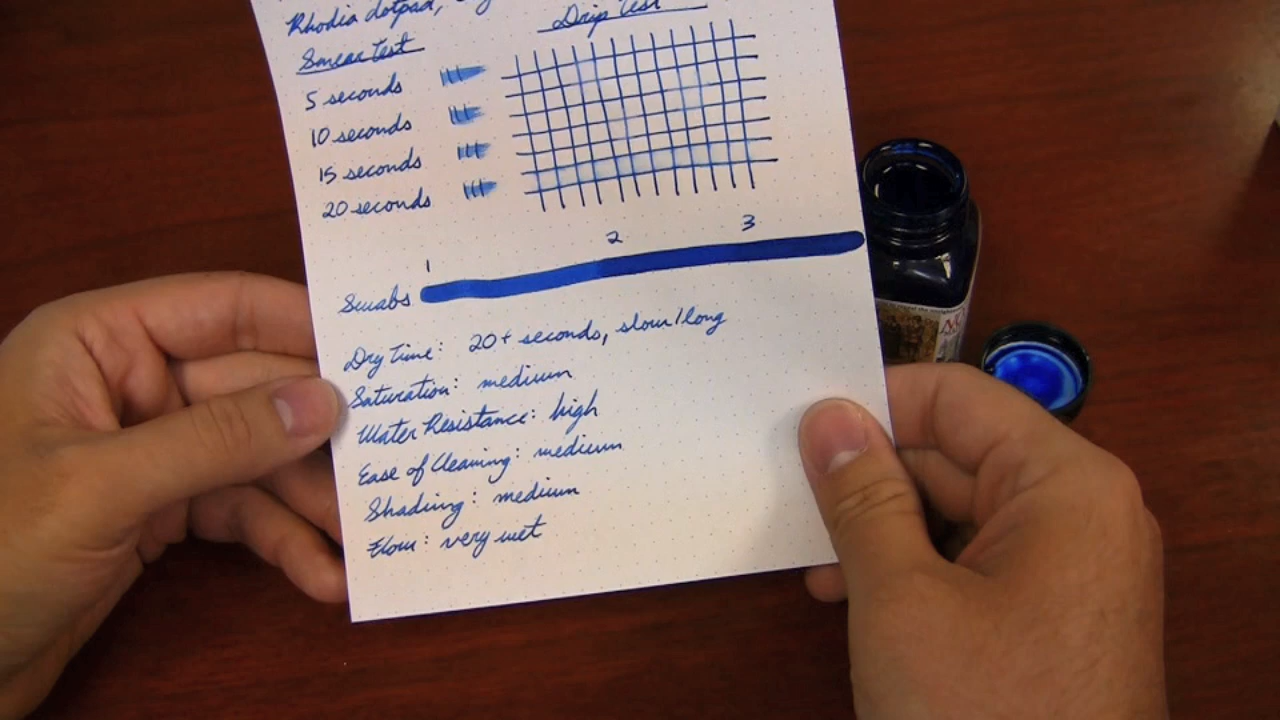 Rhodia dotpad,
Drip Test
Smear test
5 seconds
10 seconds
15 seconds
20 seconds
1 2 3
Swabs
Dry Time: 20+ seconds, slow/long
Saturation: medium
Water Resistance: high
Ease of Cleaning: medium
Shading: medium
Flow: very wet